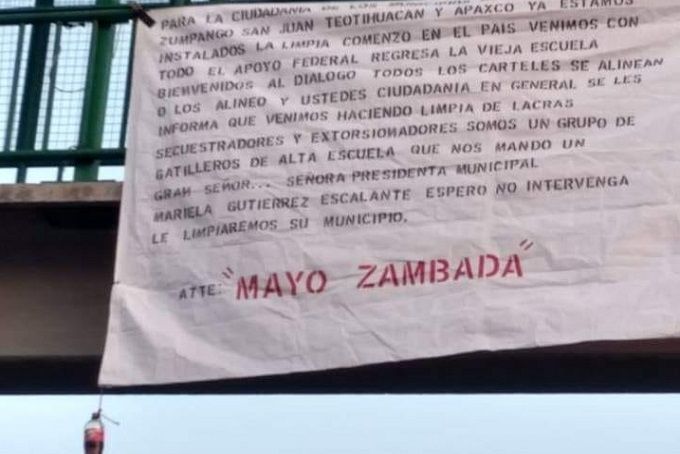 PARA LA CIUDADANIA DE LOS MUNICIPIOS
ZUMPANGO SAN JUAN TEOTIHUACAN Y APAXCO YA ESTAMOS
INSTALADOS LA LIMPIA COMENZO EN EL PAIS VENIMOS CON
TODO EL APOYO FEDERAL REGRESA LA VIEJA ESCUELA
BIENVENIDOS AL DIALOGO TODOS LOS CARTELES SE ALINEAN
O LOS ALINEO Y USTEDES CIUDADANIA EN GENERAL SE LES
INFORMA QUE VENIMOS HACIENDO LIMPIA DE LACRAS
SECUESTRADORES Y EXTORSIONADORES SOMOS UN GRUPO DE
GATILLEROS DE ALTA ESCUELA QUE NOS MANDO UN
GRAN SEÑOR... SEÑORA PRESIDENTA MUNICIPAL
MARIELA GUTIERREZ ESCALANTE ESPERO NO INTERVENGA
LE LIMPIAREMOS SU MUNICIPIO.
ATTE: "MAYO ZAMBADA"